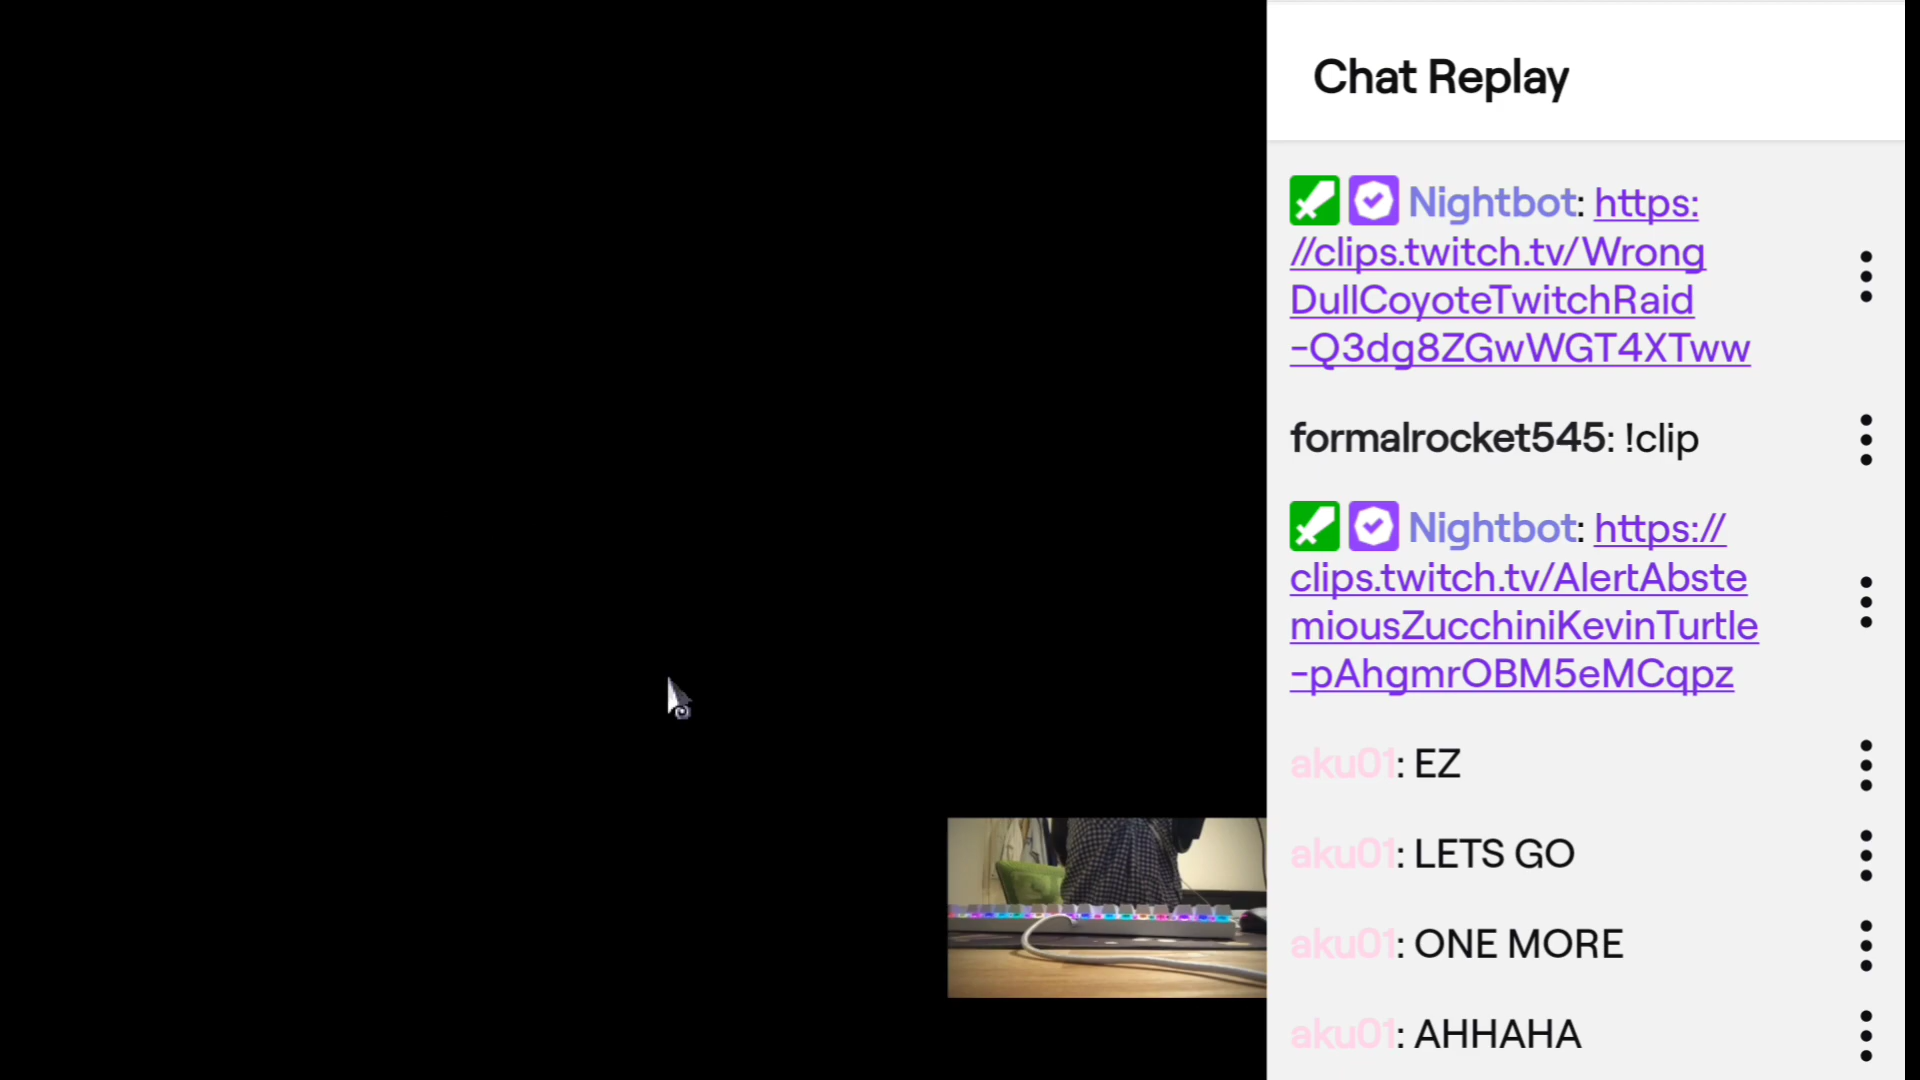 Chat Replay
Nightbot: https:
//clips.twitch.tv/Wrong
DullCoyoteTwitchRaid
-Q3dg8ZGwWGT4XTww
formalrocket545: !clip
Nightbot: https://
clips.twitch.tv/AlertAbste
miousZucchiniKevinTurtle
-pAhgmrOBM5eMCqpz
aku01: EZ
aku01: LETS GO
aku01: ONE MORE
aku01: AHHAHA